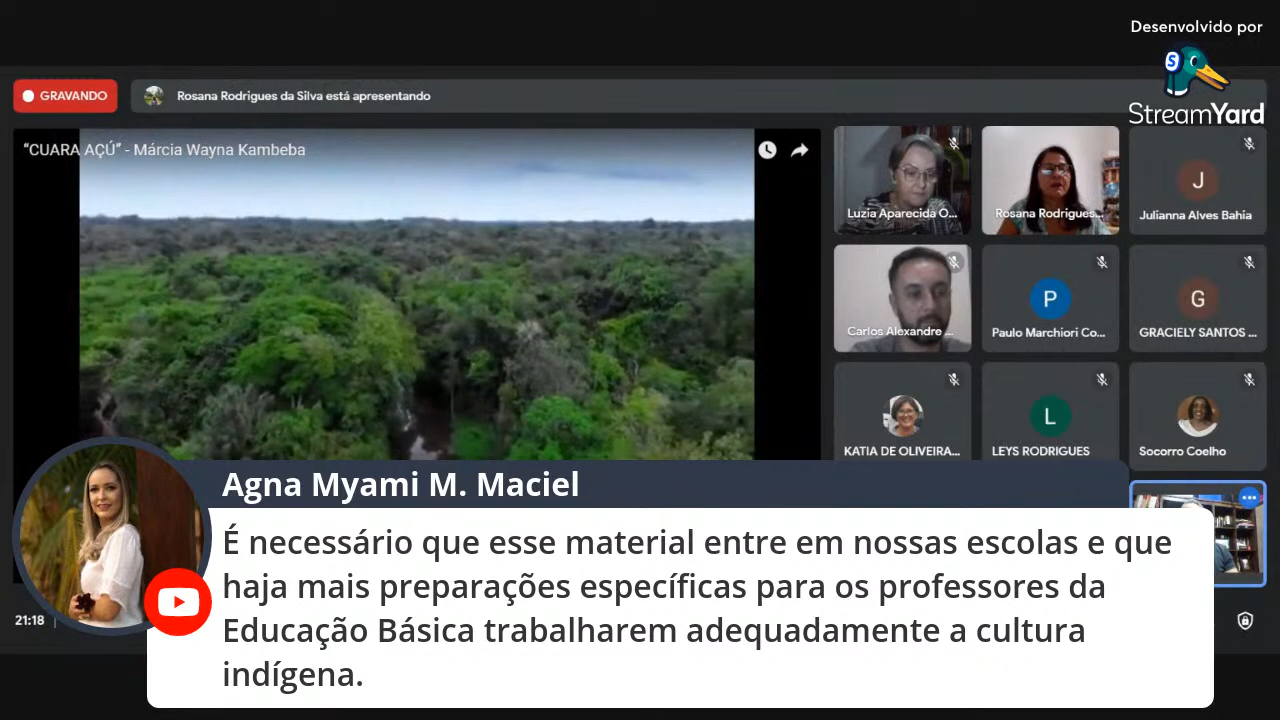 Desenvolvido por
StreamYard
GRAVANDO
Rosana Rodrigues da Silva está apresentando
“CUARA AÇÚ” - Márcia Wayna Kambeba
Luzia Aparecida O...
Rosana Rodrigues...
J
Julianna Alves Bahia
Carlos Alexandre ...
P
Paulo Marchiori Co...
G
GRACIELY SANTOS ...
KATIA DE OLIVEIRA...
L
LEYS RODRIGUES
Socorro Coelho
Agna Myami M. Maciel
É necessário que esse material entre em nossas escolas e que
haja mais preparações específicas para os professores da
Educação Básica trabalharem adequadamente a cultura
indígena.
21:18